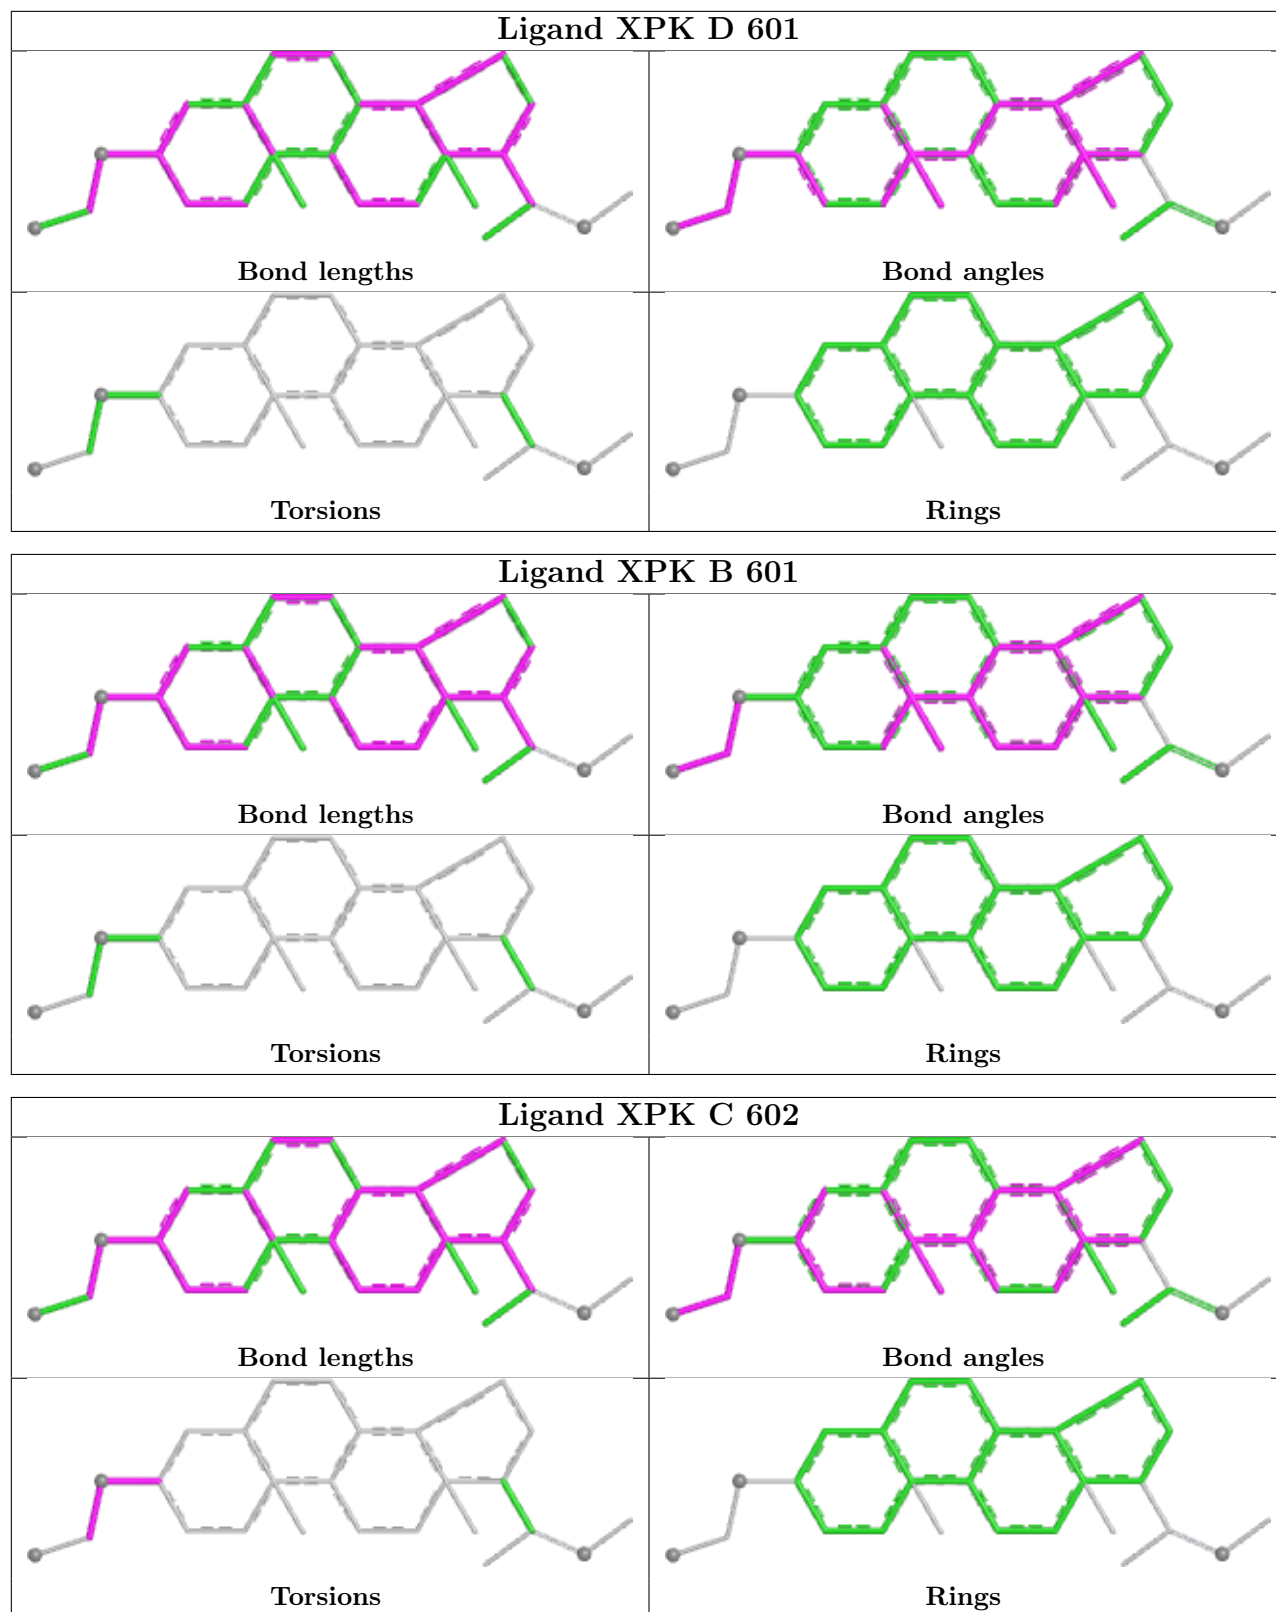 Ligand XPK D 601
Bond lengths
Bond angles
Torsions
Rings
Ligand XPK B 601
Bond lengths
Bond angles
Torsions
Rings
Ligand XPK C 602
Bond lengths
Bond angles
Torsions
Rings